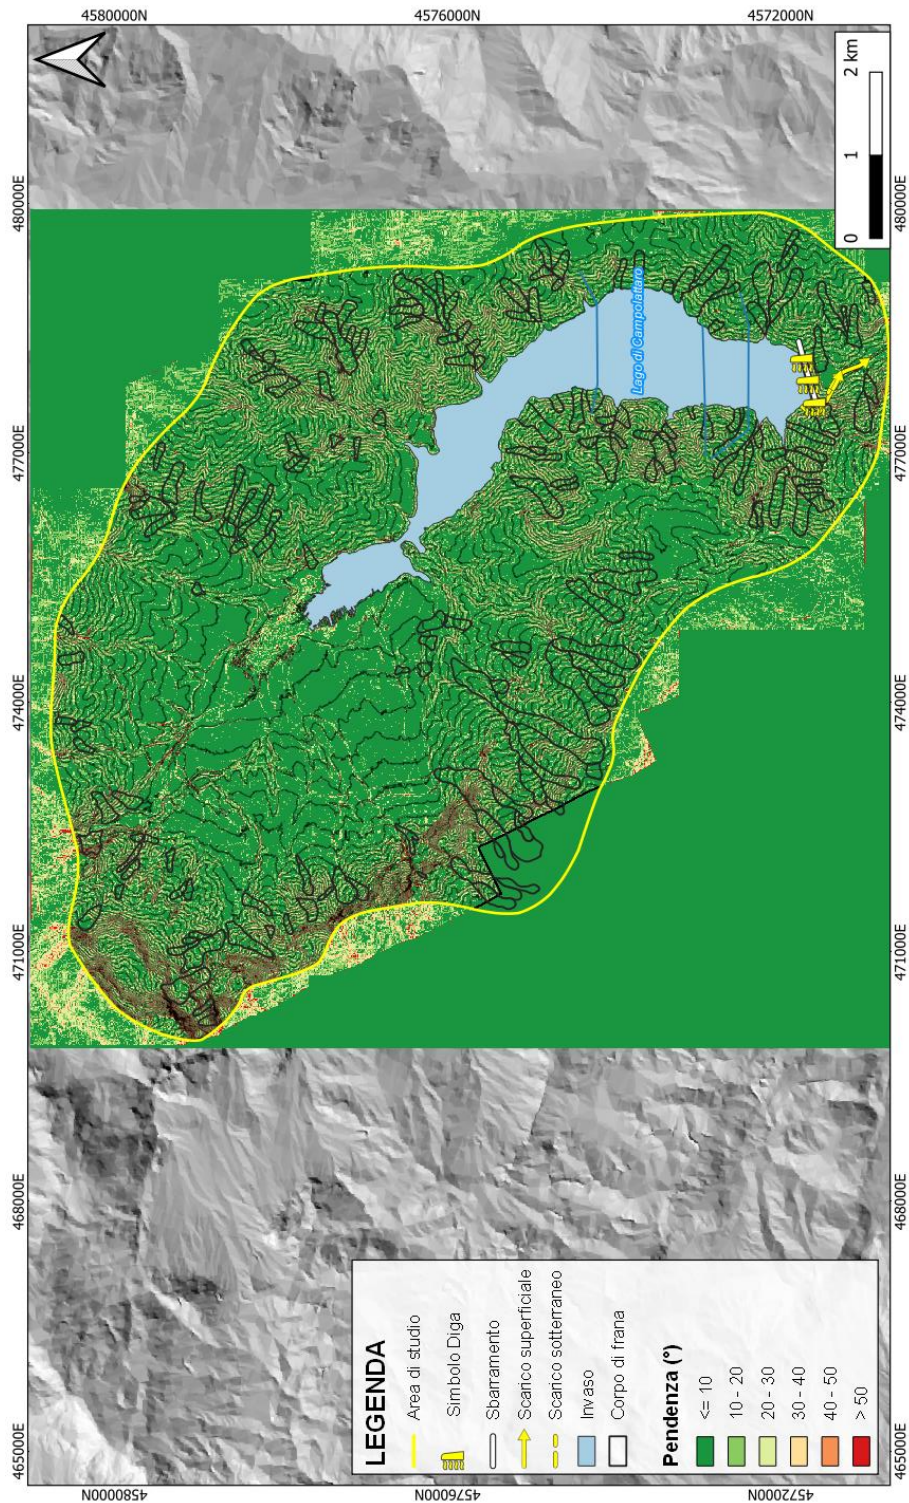 4580000N
4576000N
4572000N
480000E
477000E
474000E
471000E
468000E
465000E
480000E
477000E
474000E
471000E
468000E
465000E
4580000N
4576000N
4572000N
0
1
2 km
Lago di Campolattaro
LEGENDA
Area di studio
Simbolo Diga
Sbarramento
Scarico superficiale
Scarico sotterraneo
Invaso
Corpo di frana
Pendenza (°)
<= 10
10 - 20
20 - 30
30 - 40
40 - 50
> 50